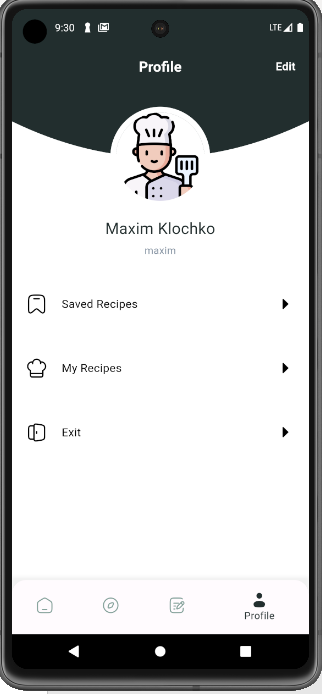 9:30
LTE
Profile
Edit
Maxim Klochko
maxim
Saved Recipes
My Recipes
Exit
Profile